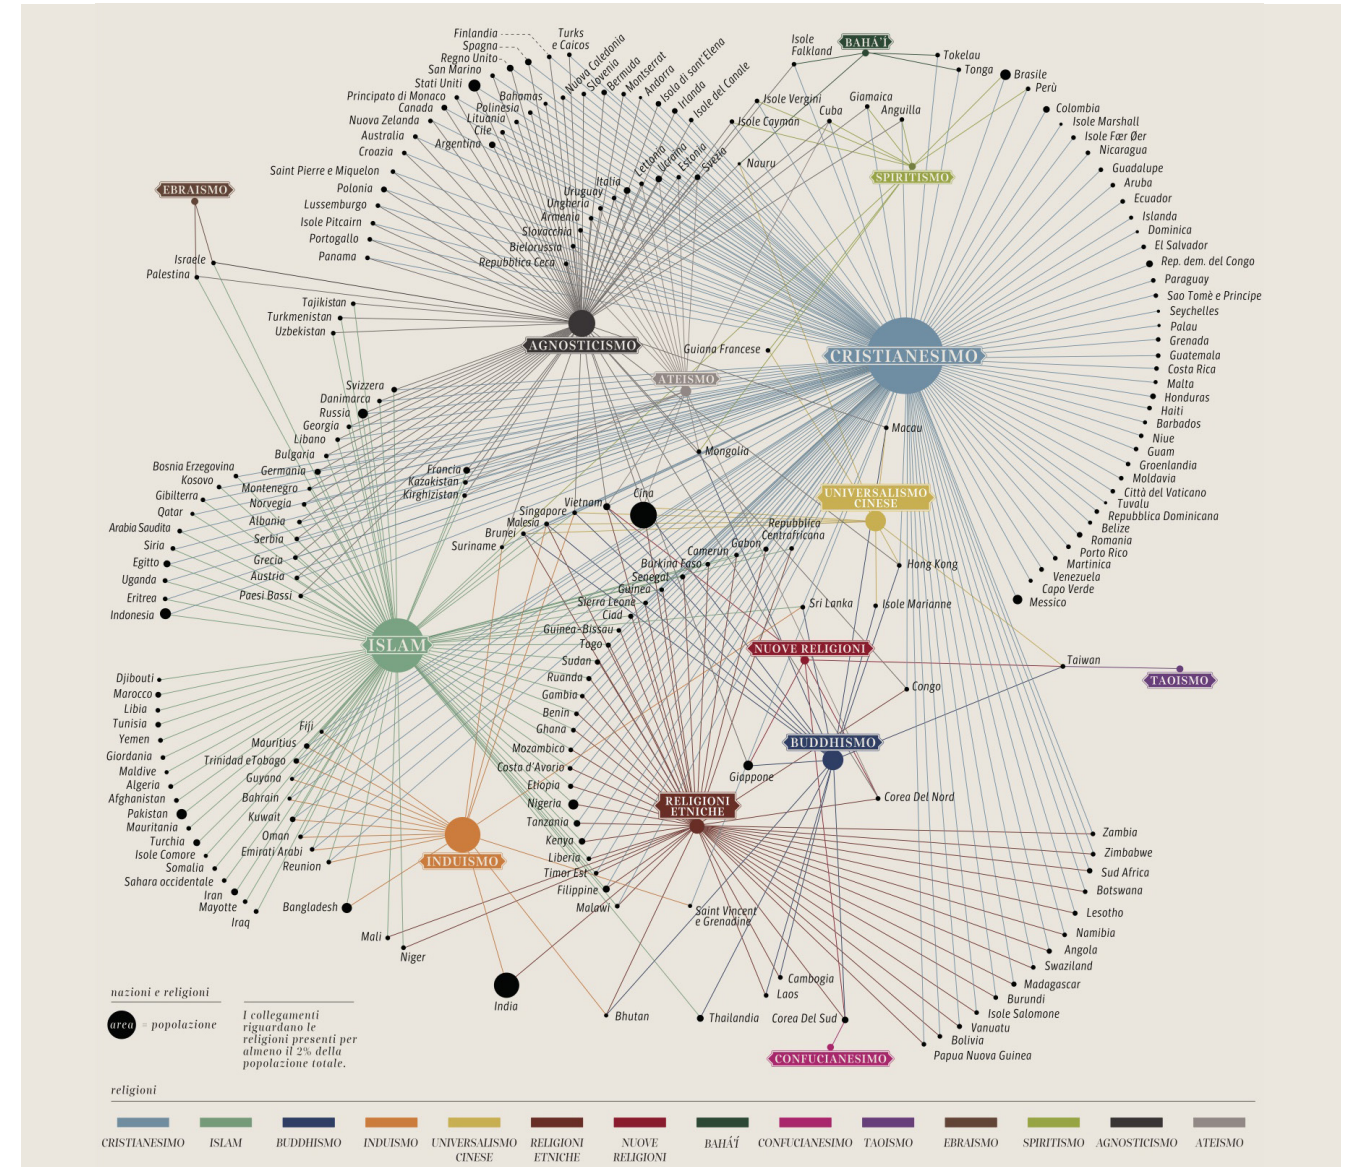 Finlandia
Spagna
Regno Unito
San Marino
Stati Uniti
Principato di Monaco
Canada
Nuova Zelanda
Australia
Croazia
Saint Pierre e Miquelon
Polonia
Lussemburgo
Isole Pitcairn
Portogallo
Panama
Turks
e Caicos
Bahamas
Polinesia
Lituania
Cile
Argentina
Nuova Caledonia
Slovenia
Bermuda
Montserrat
Andorra
Isola di sant'Elena
Irlanda
Isole del Canale
Lettonia
Ucraina
Estonia
Svezia
Italia
Uruguay
Ungheria
Armenia
Slovacchia
Bielorussia
Repubblica Ceca
Isole
Falkland
BAHÁ'Í
Tokelau
Tonga
Brasile
Perù
Isole Vergini
Isole Cayman
Cuba
Giamaica
Anguilla
Nauru
SPIRITISMO
Colombia
Isole Marshall
Isole Fær Øer
Nicaragua
Guadalupe
Aruba
Ecuador
Islanda
Dominica
El Salvador
Rep. dem. del Congo
Paraguay
Sao Tomè e Principe
Seychelles
Palau
Grenada
Guatemala
Costa Rica
Malta
Honduras
Haiti
Barbados
Niue
Guam
Groenlandia
Moldavia
Città del Vaticano
Tuvalu
Repubblica Dominicana
Belize
Romania
Porto Rico
Martinica
Venezuela
Capo Verde
Messico
EBRAISMO
Israele
Palestina
Tajikistan
Turkmenistan
Uzbekistan
AGNOSTICISMO
ATEISMO
Guiana Francese
CRISTIANESIMO
Svizzera
Danimarca
Russia
Georgia
Libano
Bulgaria
Germania
Montenegro
Norvegia
Albania
Serbia
Grecia
Austria
Paesi Bassi
Bosnia Erzegovina
Kosovo
Gibilterra
Qatar
Arabia Saudita
Siria
Egitto
Uganda
Eritrea
Indonesia
Francia
Kazakistan
Kirghizistan
Macau
Mongolia
Cina
Vietnam
Singapore
Malesia
Brunei
Suriname
UNIVERSALISMO
CINESE
Repubblica
Centrafricana
Gabon
Camerun
Burkina Faso
Senegal
Guinea
Sierra Leone
Ciad
Guinea-Bissau
Togo
Sudan
Ruanda
Gambia
Benin
Ghana
Mozambico
Costa d'Avorio
Etiopia
Nigeria
Tanzania
Kenya
Liberia
Timor Est
Filippine
Malawi
Hong Kong
Isole Marianne
Sri Lanka
ISLAM
NUOVE RELIGIONI
Taiwan
TAOISMO
Congo
BUDDHISMO
Giappone
Corea Del Nord
RELIGIONI
ETNICHE
Djibouti
Marocco
Libia
Tunisia
Yemen
Giordania
Maldive
Algeria
Afghanistan
Pakistan
Mauritania
Turchia
Isole Comore
Somalia
Sahara occidentale
Iran
Mayotte
Iraq
Fiji
Mauritius
Trinidad eTobago
Guyana
Bahrain
Kuwait
Oman
Emirati Arabi
Reunion
Bangladesh
INDUISMO
Mali
Niger
India
Bhutan
Saint Vincent
e Grenadine
Thailandia
Cambogia
Laos
Corea Del Sud
CONFUCIANESIMO
Zambia
Zimbabwe
Sud Africa
Botswana
Lesotho
Namibia
Angola
Swaziland
Madagascar
Burundi
Isole Salomone
Vanuatu
Bolivia
Papua Nuova Guinea
nazioni e religioni
area = popolazione
I collegamenti
riguardano le
religioni presenti per
almeno il 2% della
popolazione totale.
religioni
CRISTIANESIMO
ISLAM
BUDDHISMO
INDUISMO
UNIVERSALISMO
CINESE
RELIGIONI
ETNICHE
NUOVE
RELIGIONI
BAHÁ'Í
CONFUCIANESIMO
TAOISMO
EBRAISMO
SPIRITISMO
AGNOSTICISMO
ATEISMO